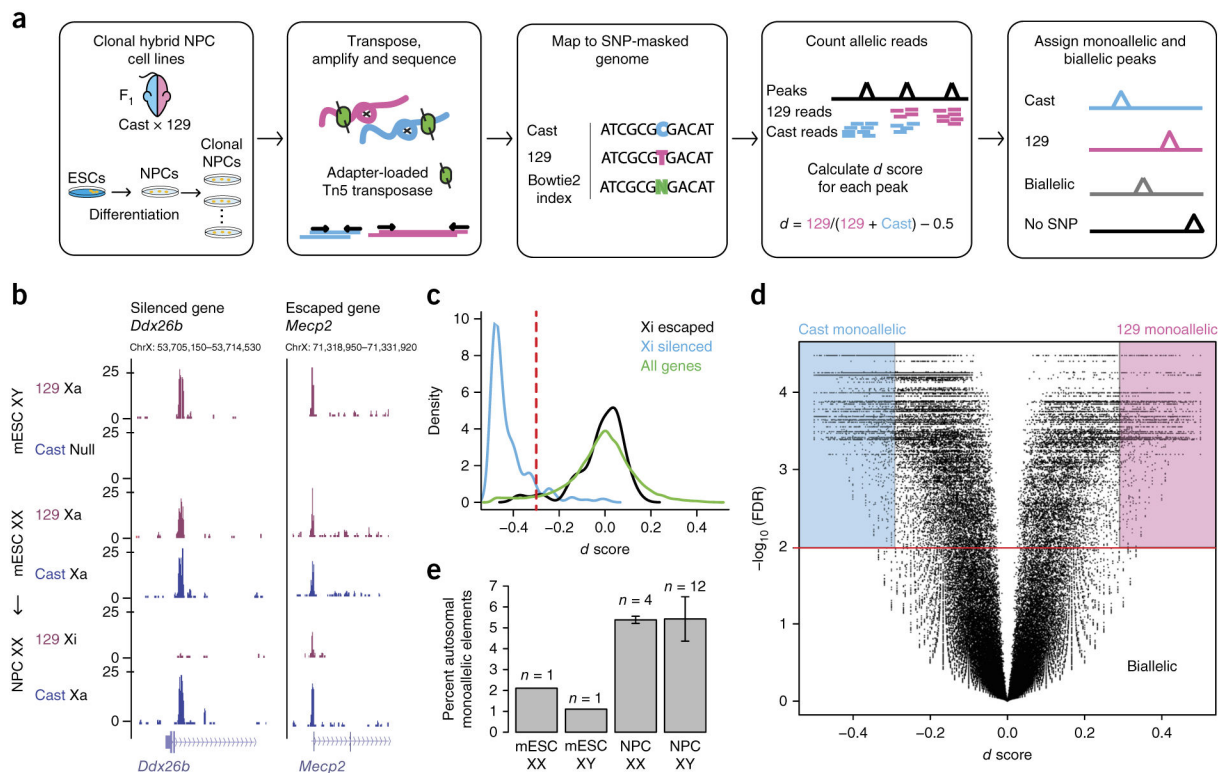 a
Clonal hybrid NPC
cell lines
F1
Cast × 129
Clonal
NPCs
ESCs
NPCs
Differentiation
Transpose,
amplify and sequence
Adapter-loaded
Tn5 transposase
Map to SNP-masked
genome
Cast
ATCGCGCGACAT
129
ATCGCGTGACAT
Bowtie2
index
ATCGCGNGACAT
Count allelic reads
Peaks
129 reads
Cast reads
Calculate d score
for each peak
d = 129/(129 + Cast) − 0.5
Assign monoallelic and
biallelic peaks
Cast
129
Biallelic
No SNP
b
Silenced gene
Ddx26b
ChrX: 53,705,150–53,714,530
Escaped gene
Mecp2
ChrX: 71,318,950–71,331,920
mESC XY
129 Xa
25
0
Cast Null
25
0
mESC XX
129 Xa
25
0
Cast Xa
25
0
NPC XX
129 Xi
25
0
Cast Xa
25
0
Ddx26b
Mecp2
c
Xi escaped
Xi silenced
All genes
Density
10
8
6
4
2
0
−0.4
−0.2
0.0
0.2
0.4
d score
d
Cast monoallelic
129 monoallelic
−log10 (FDR)
4
3
2
1
0
Biallelic
−0.4
−0.2
0
0.2
0.4
d score
e
Percent autosomal
monoallelic elements
7
6
5
4
3
2
1
0
n = 1
n = 1
n = 4
n = 12
mESC
XX
mESC
XY
NPC
XX
NPC
XY